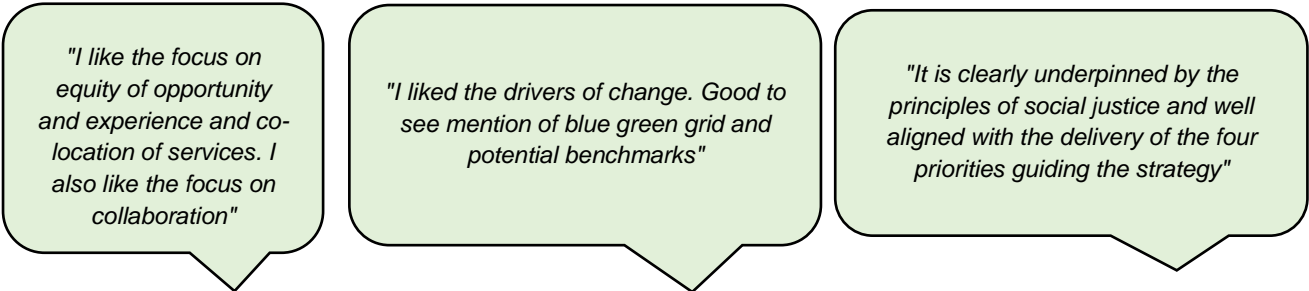 "I like the focus on
equity of opportunity
and experience and co-
location of services. I
also like the focus on
collaboration"
"I liked the drivers of change. Good to
see mention of blue green grid and
potential benchmarks"
"It is clearly underpinned by the
principles of social justice and well
aligned with the delivery of the four
priorities guiding the strategy"